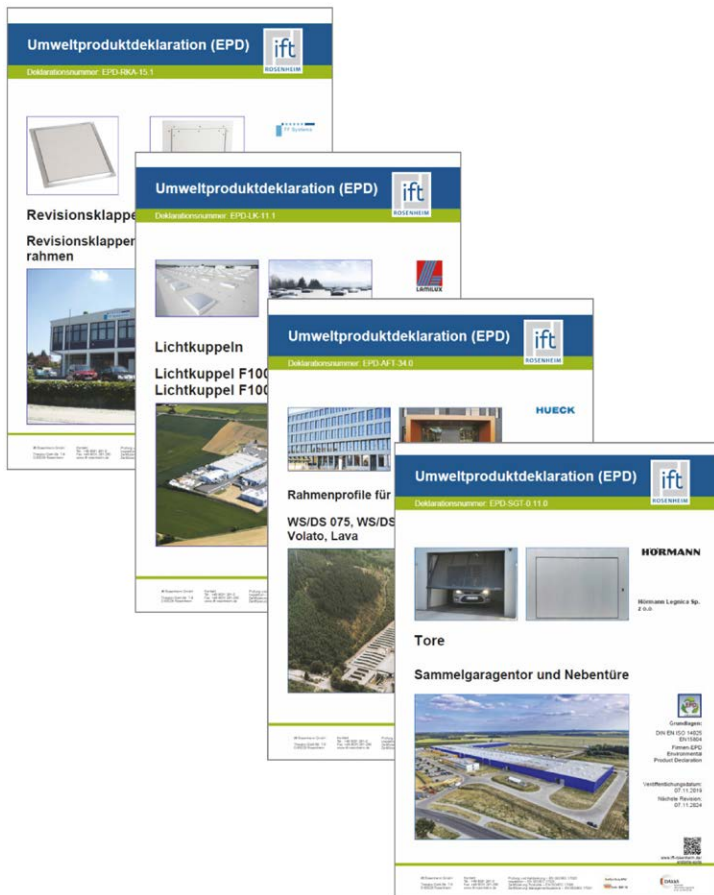 Umweltproduktdeklaration (EPD)
ift
ROSENHEIM
Deklarationsnummer: EPD-RKA-15.1
FF Systems
Revisionsklappe
Revisionsklappen
rahmen
Umweltproduktdeklaration (EPD)
ift
ROSENHEIM
Deklarationsnummer: EPD-LK-11.1
LAMILUX
Lichtkuppeln
Lichtkuppel F100
Lichtkuppel F100
Umweltproduktdeklaration (EPD)
ift
ROSENHEIM
Deklarationsnummer: EPD-AFT-34.0
HUECK
Rahmenprofile für
WS/DS 075, WS/DS
Volato, Lava
Umweltproduktdeklaration (EPD)
ift
ROSENHEIM
Deklarationsnummer: EPD-SGT-0.11.0
HÖRMANN
Hörmann Legnica Sp.
z o.o.
Tore
Sammelgaragentor und Nebentüre
EPD
Grundlagen:
DIN EN ISO 14025
EN15804
Firmen-EPD
Environmental
Product Declaration
Veröffentlichungsdatum:
07.11.2019
Nächste Revision:
07.11.2024